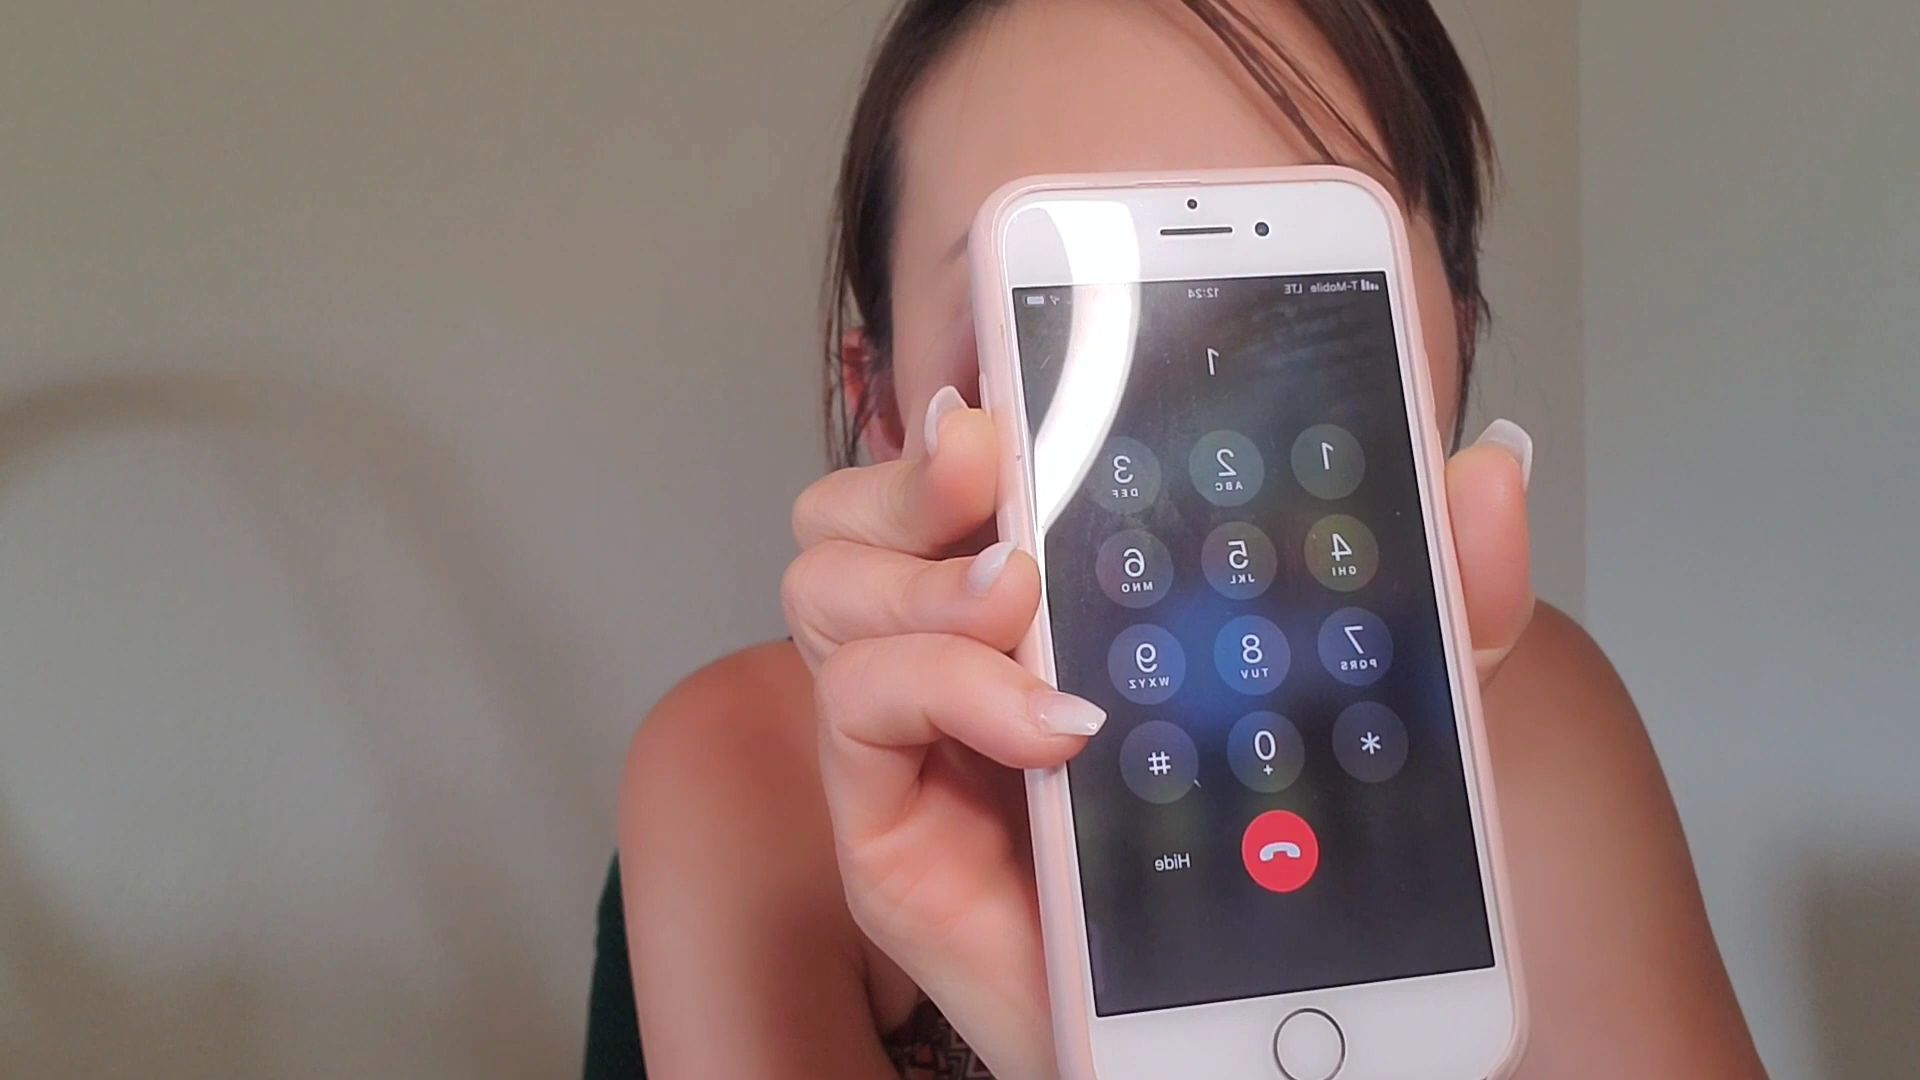 T-Mobile LTE 12:24
1
1 2 3
ABC DEF
4 5 6
GHI JKL MNO
7 8 9
PQRS TUV WXYZ
* 0 #
+
Hide